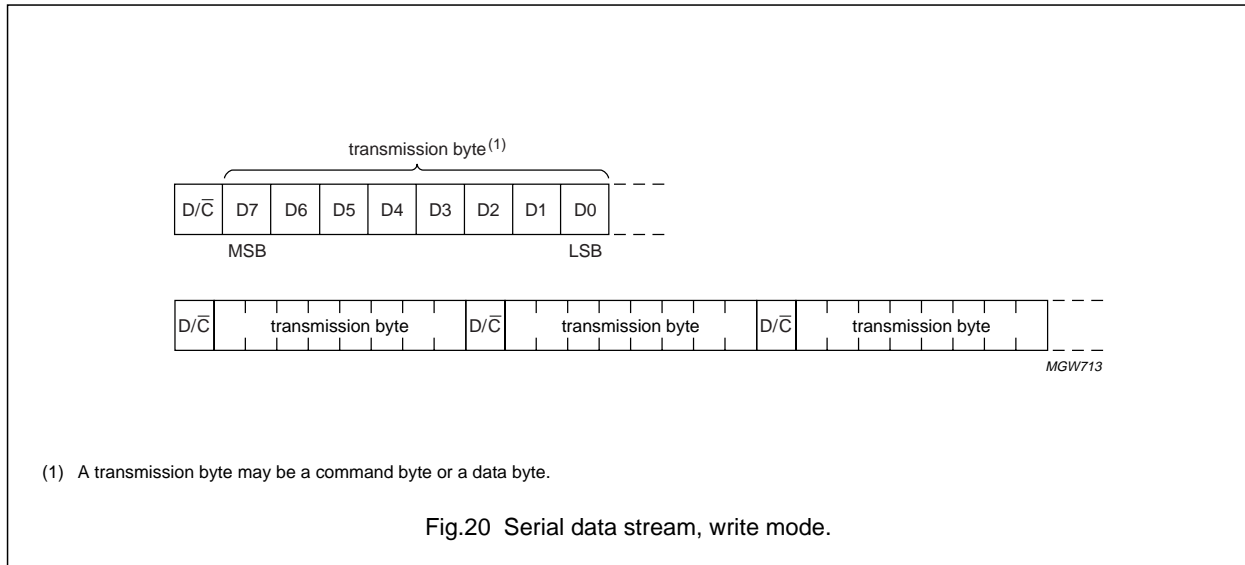 transmission byte(1)
D/C̅ D7 D6 D5 D4 D3 D2 D1 D0
MSB LSB
D/C̅ transmission byte D/C̅ transmission byte D/C̅ transmission byte
MGW713
(1) A transmission byte may be a command byte or a data byte.
Fig.20 Serial data stream, write mode.